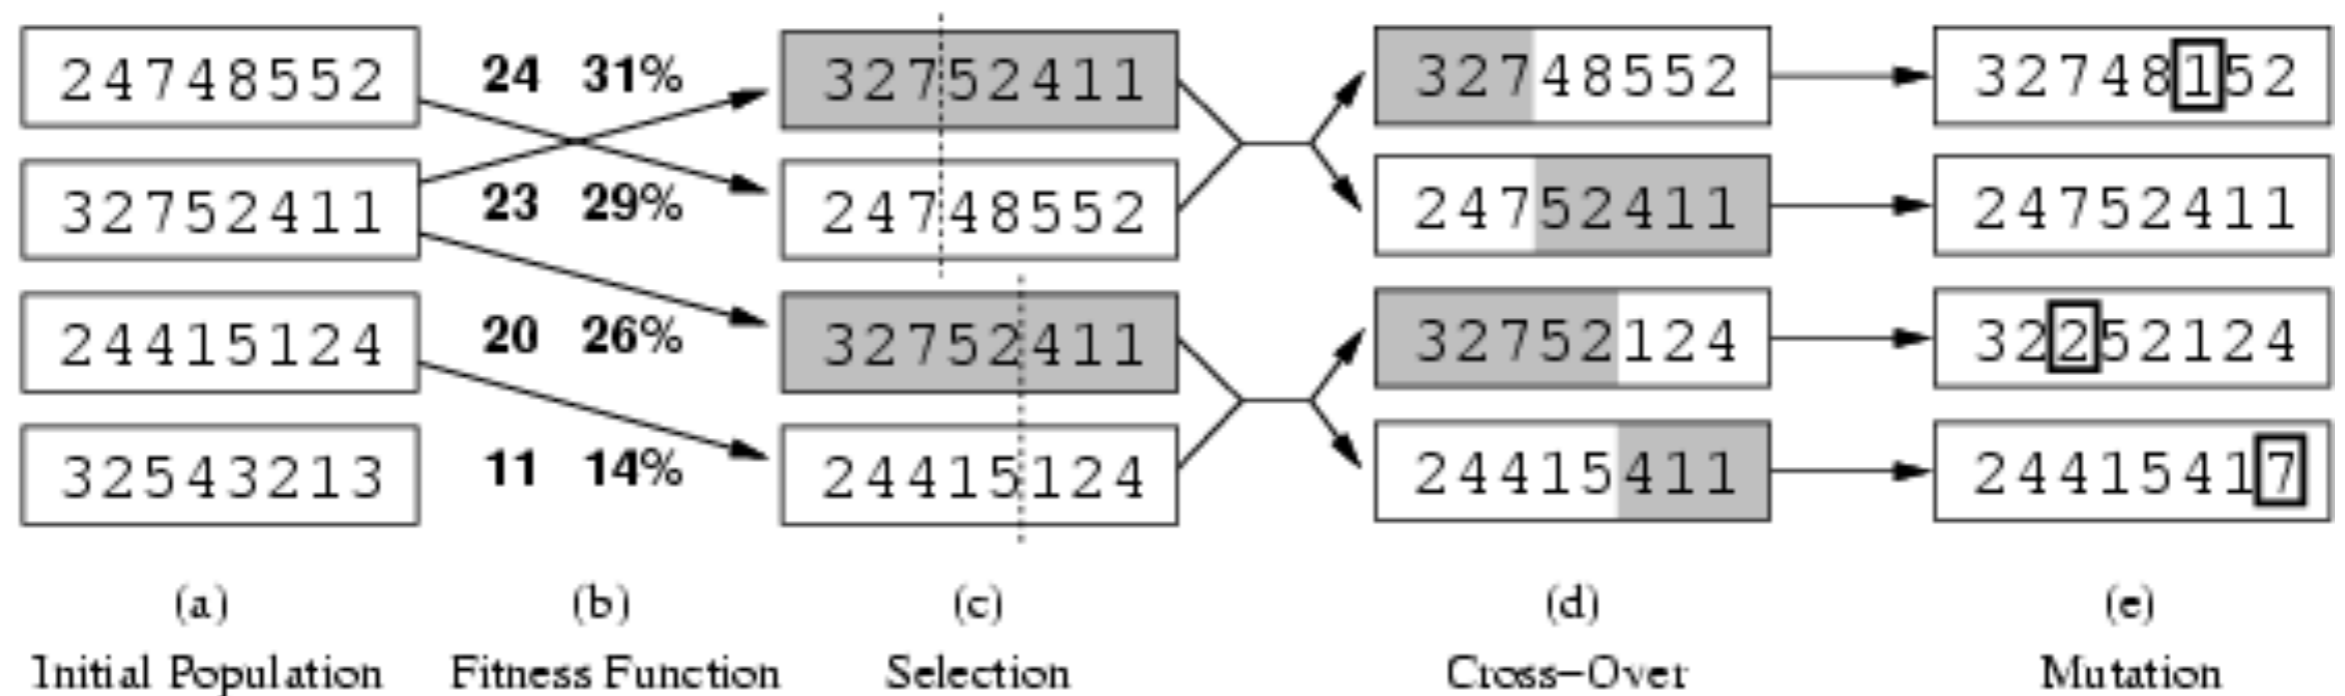 24748552 24 31% 32752411 32748552 32748152
32752411 23 29% 24748552 24752411 24752411
24415124 20 26% 32752411 32752124 32252124
32543213 11 14% 24415124 24415411 24415417
(a) (b) (c) (d) (e)
Initial Population Fitness Function Selection Cross–Over Mutation